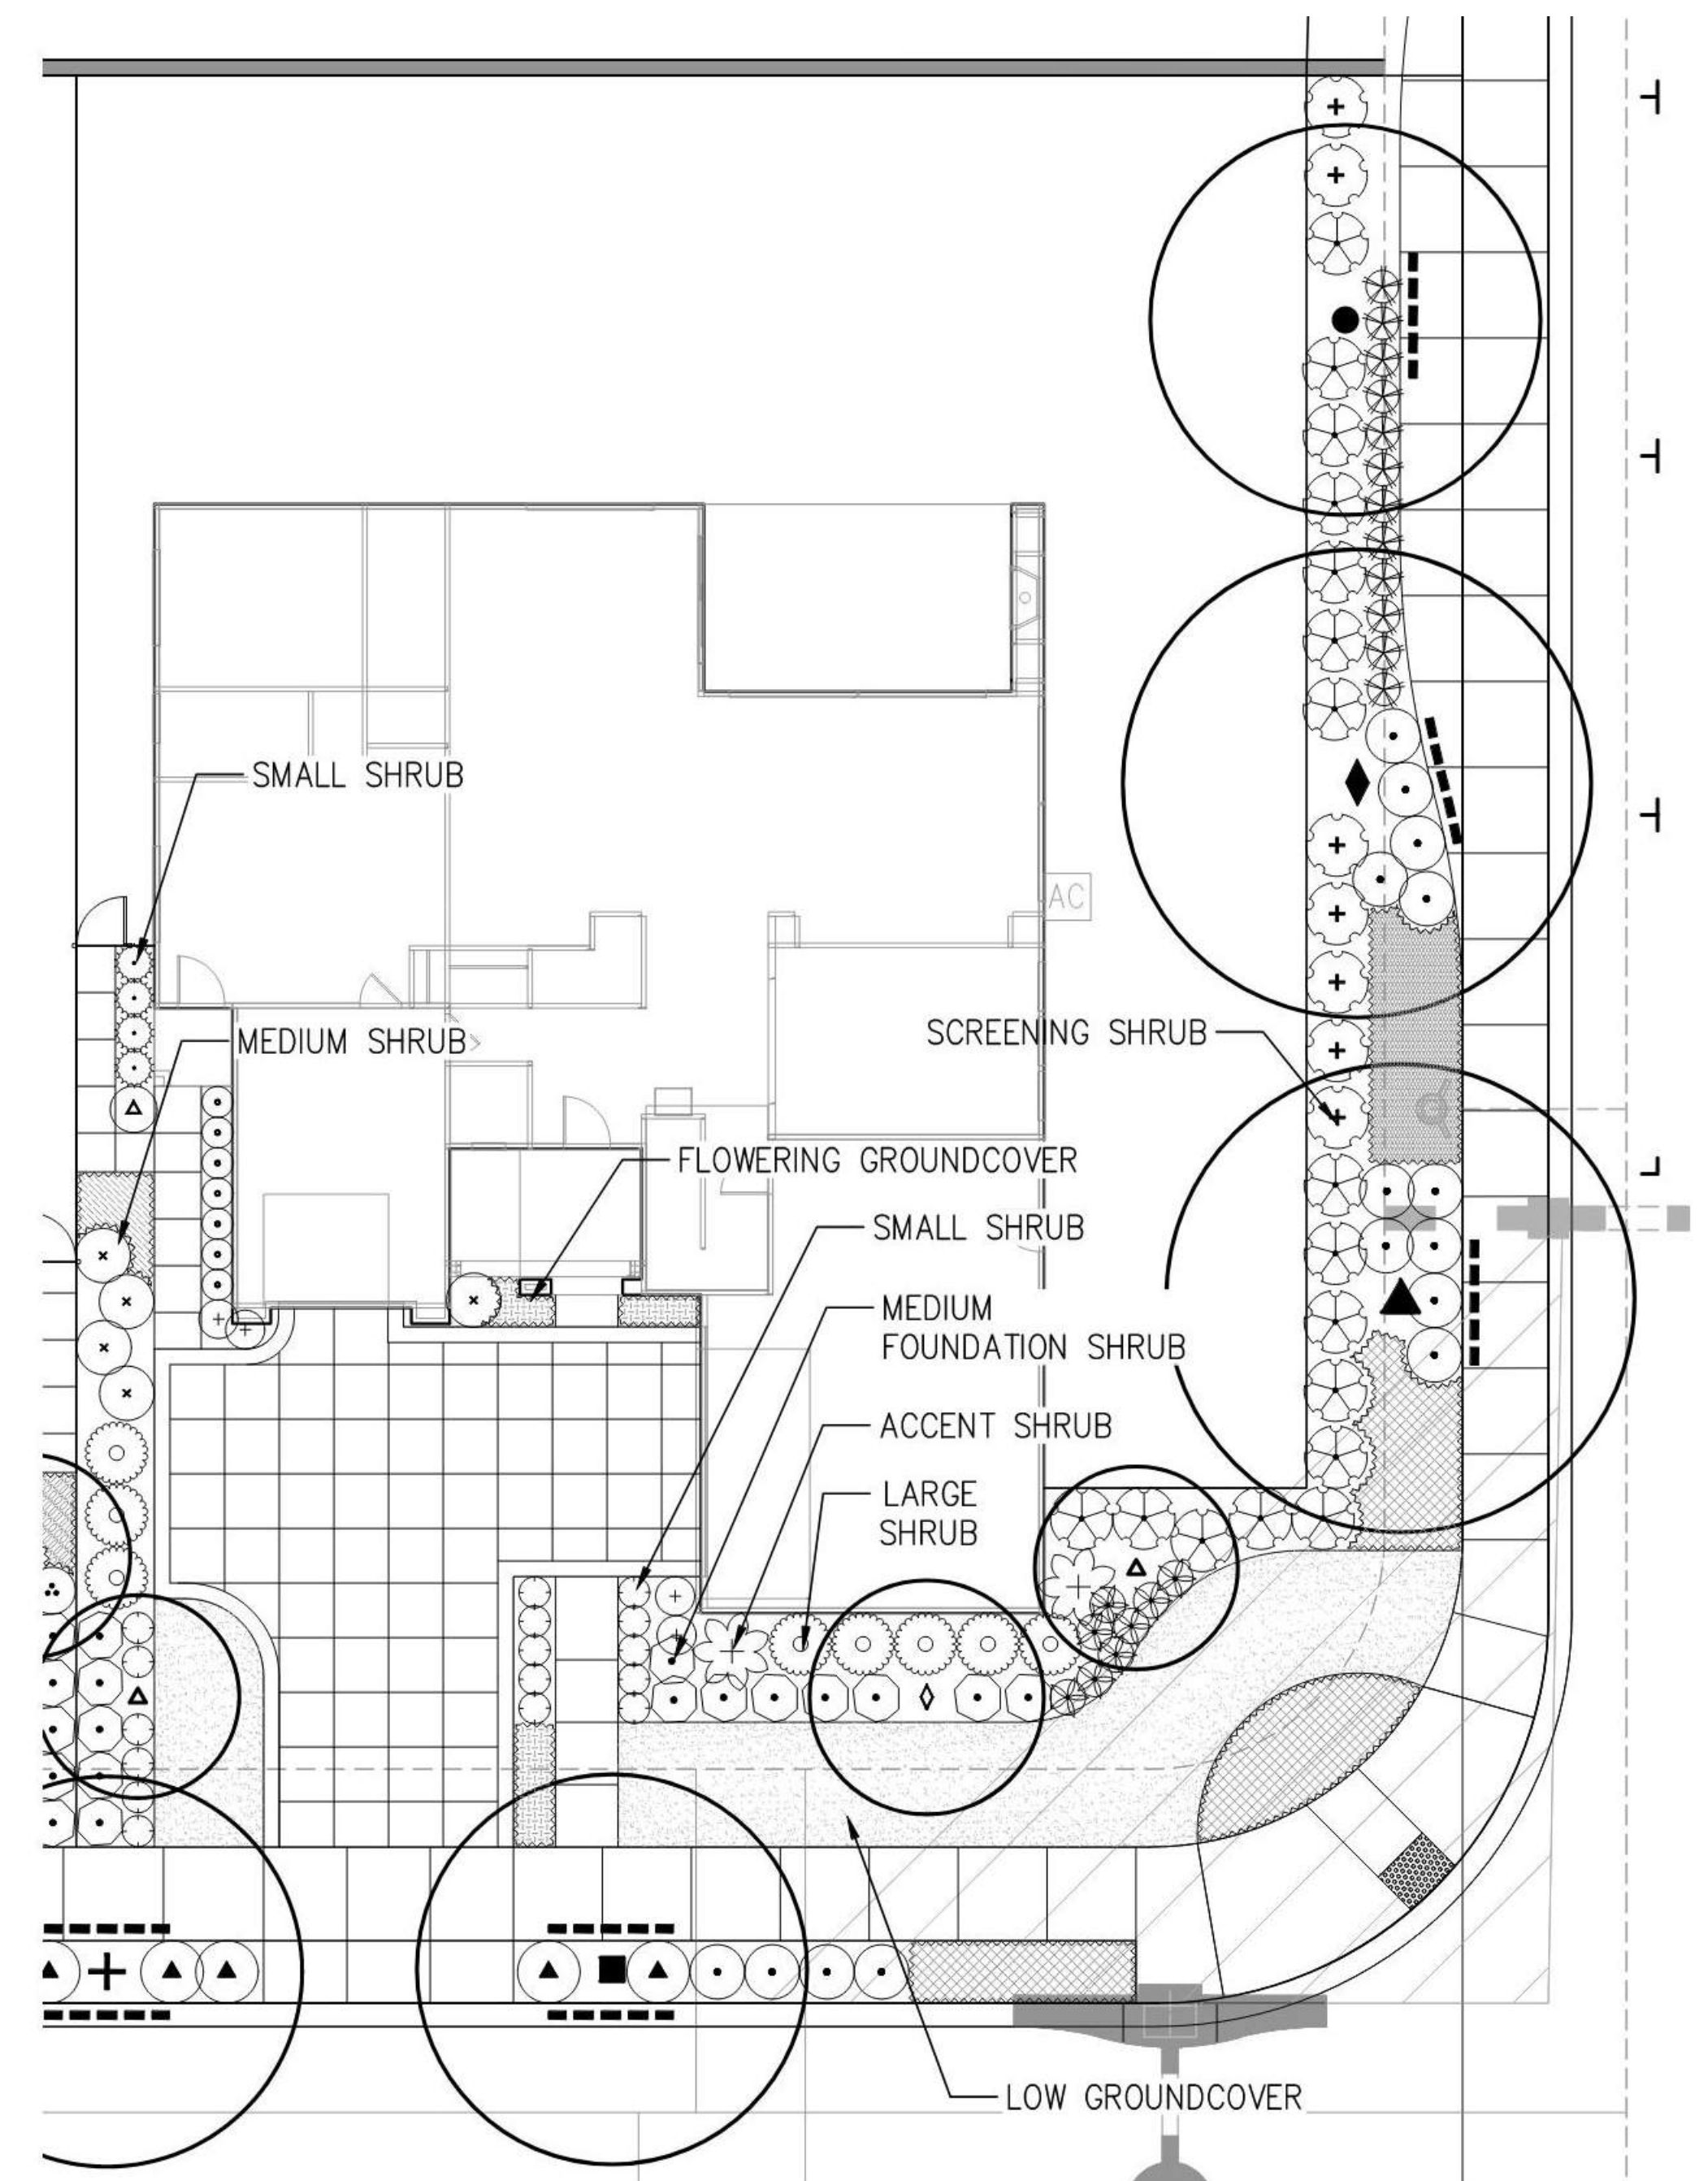 SMALL SHRUB
AC
MEDIUM SHRUB
SCREENING SHRUB
FLOWERING GROUNDCOVER
SMALL SHRUB
MEDIUM
FOUNDATION SHRUB
ACCENT SHRUB
LARGE
SHRUB
LOW GROUNDCOVER